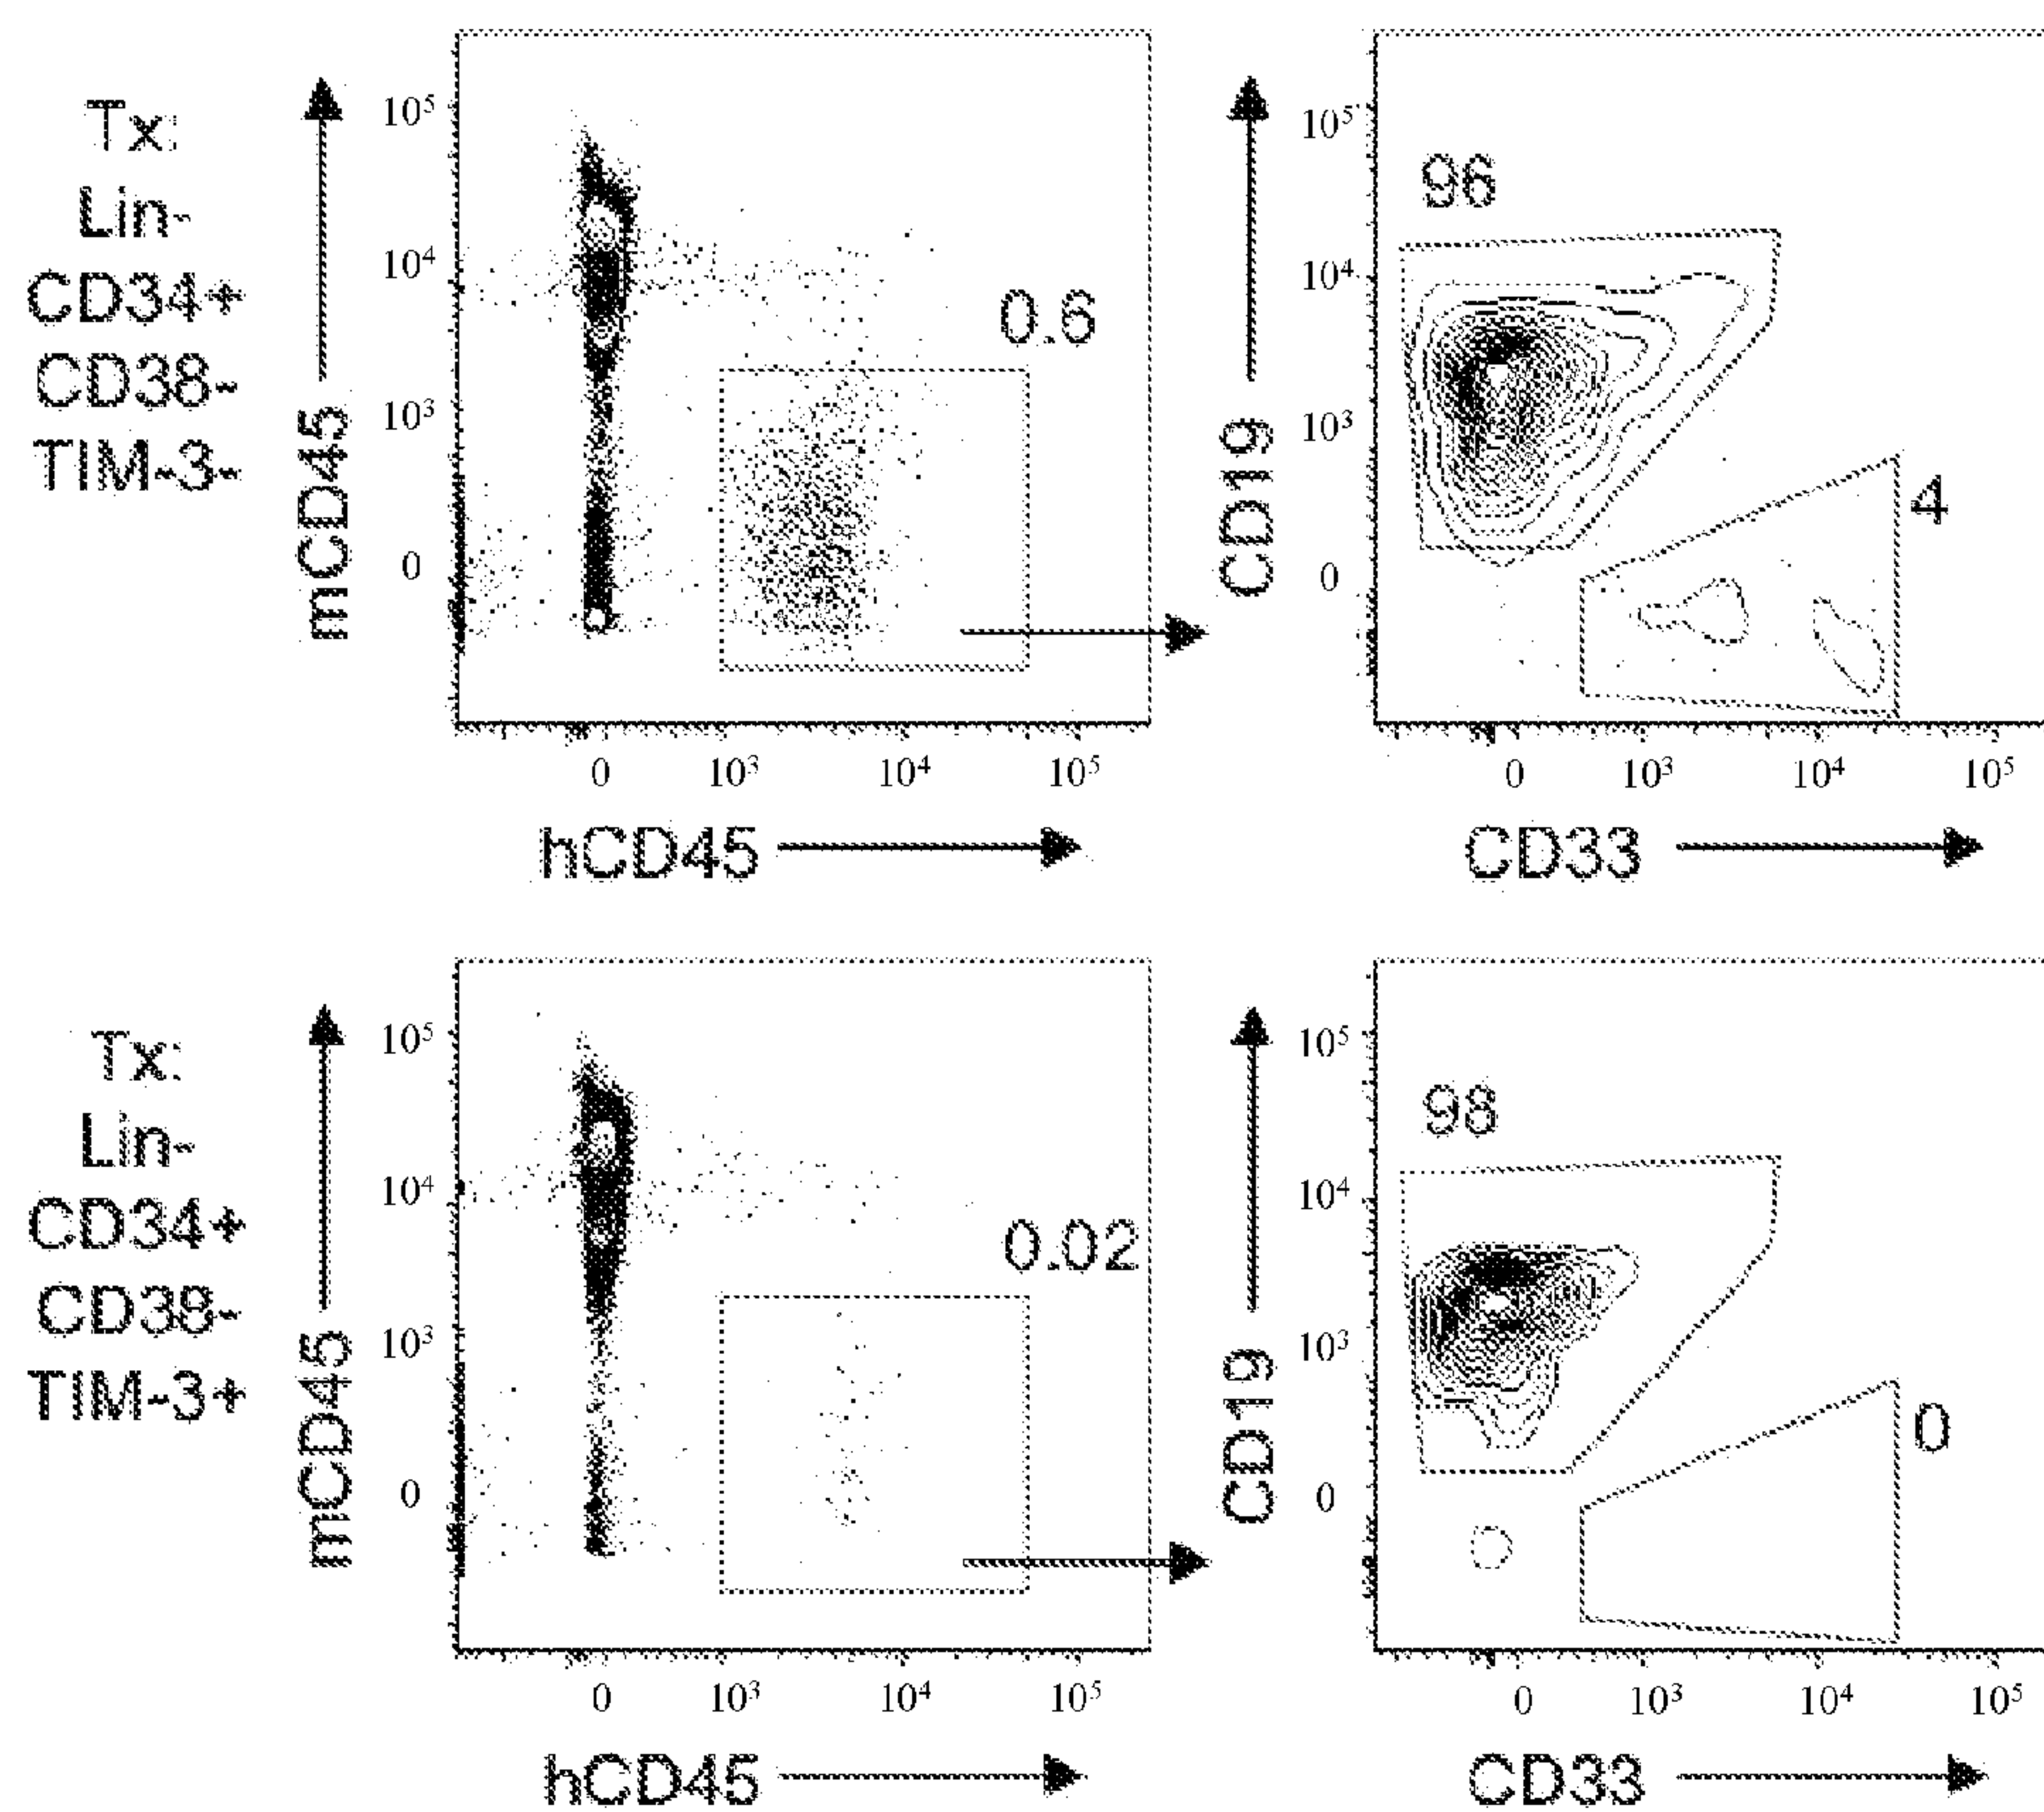 Tx:
Lin-
CD34+
CD38-
TIM-3-
mCD45
10⁵
10⁴
10³
0
0.6
0 10³ 10⁴ 10⁵
hCD45
CD19
10⁵
10⁴
10³
0
96
4
0 10³ 10⁴ 10⁵
CD33
Tx:
Lin-
CD34+
CD38-
TIM-3+
mCD45
10⁵
10⁴
10³
0
0.02
0 10³ 10⁴ 10⁵
hCD45
CD19
10⁵
10⁴
10³
0
98
0
0 10³ 10⁴ 10⁵
CD33